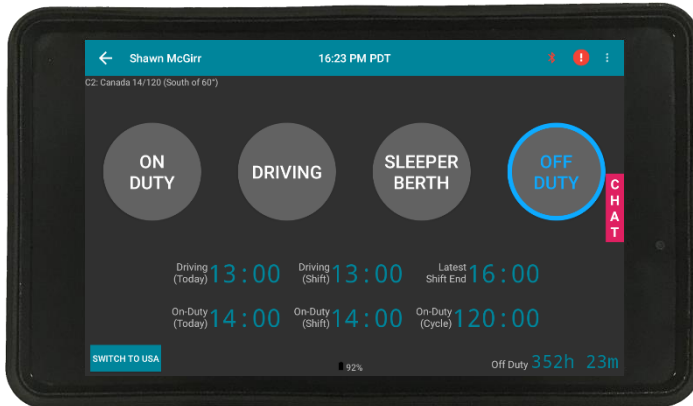 Shawn McGirr
16:23 PM PDT
C2: Canada 14/120 (South of 60°)
ON
DUTY
DRIVING
SLEEPER
BERTH
OFF
DUTY
CHAT
Driving
(Today) 13:00
Driving
(Shift) 13:00
Latest
Shift End 16:00
On-Duty
(Today) 14:00
On-Duty
(Shift) 14:00
On-Duty
(Cycle) 120:00
SWITCH TO USA
92%
Off Duty 352h 23m